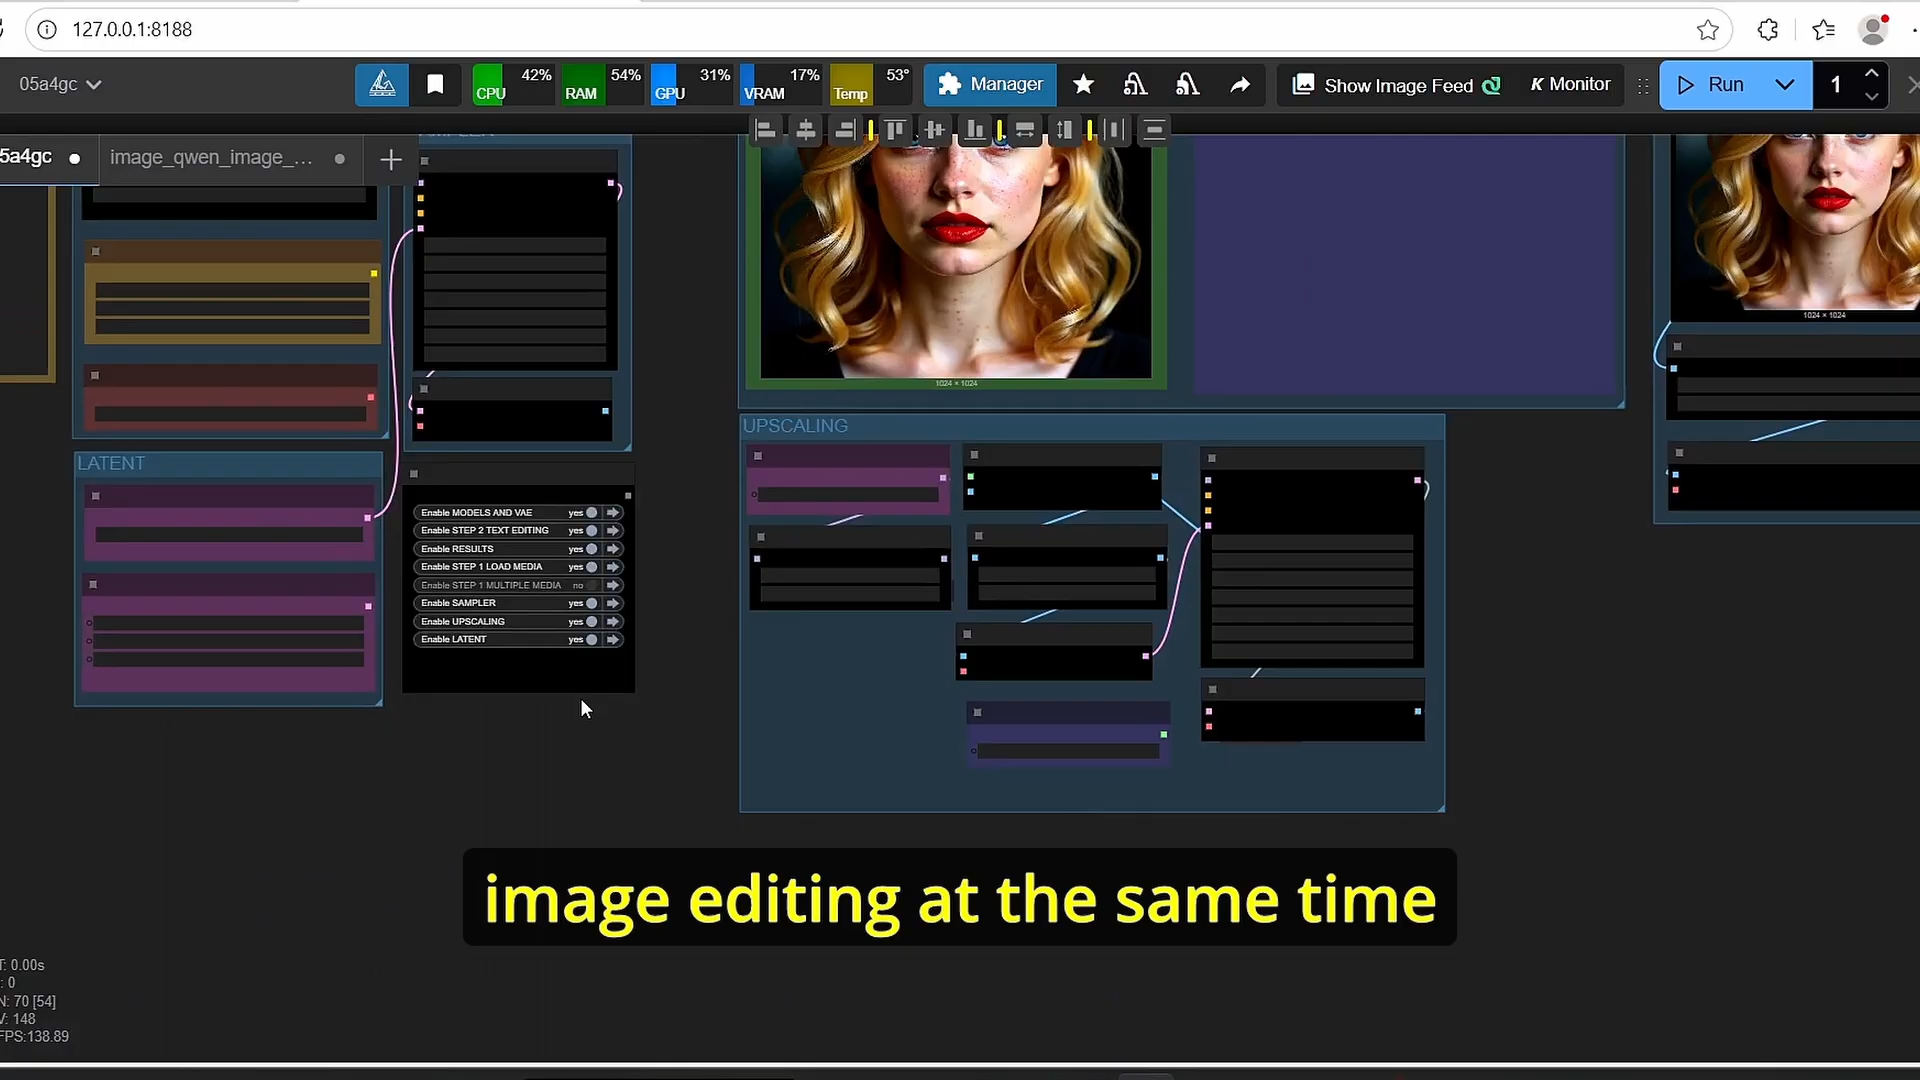 127.0.0.1:8188
05a4gc
CPU 42%
RAM 54%
GPU 31%
VRAM 17%
Temp 53°
Manager
Show Image Feed
Monitor
Run
1
5a4gc
image_qwen_image_...
1024 × 1024
1024 × 1024
UPSCALING
LATENT
Enable MODELS AND VAE yes
Enable STEP 2 TEXT EDITING yes
Enable RESULTS yes
Enable STEP 1 LOAD MEDIA yes
Enable STEP 1 MULTIPLE MEDIA no
Enable SAMPLER yes
Enable UPSCALING yes
Enable LATENT yes
image editing at the same time
T: 0.00s
: 0
N: 70 [54]
V: 148
FPS:138.89